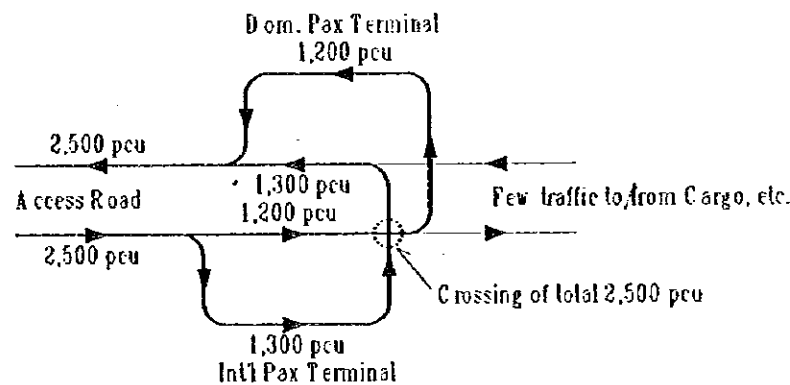 Dom. Pax Terminal
1,200 pcu
2,500 pcu
1,300 pcu
Access Road
Few traffic to/from Cargo, etc.
1,200 pcu
2,500 pcu
Crossing of total 2,500 pcu
1,300 pcu
Int'l Pax Terminal